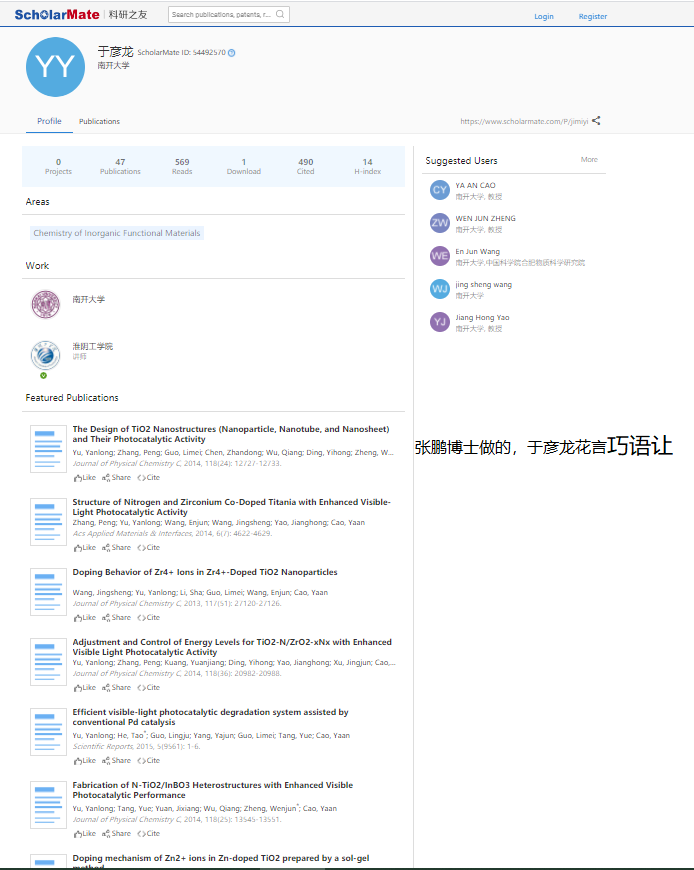 ScholarMate | 科研之友
Search publications, patents, r...
Login
Register
YY
于彦龙 ScholarMate ID: 54492570
南开大学
Profile
Publications
https://www.scholarmate.com/P/jimiyi
0
Projects
47
Publications
569
Reads
1
Download
490
Cited
14
H-index
Areas
Chemistry of Inorganic Functional Materials
Work
南开大学
淮阴工学院
讲师
Featured Publications
The Design of TiO2 Nanostructures (Nanoparticle, Nanotube, and Nanosheet)
and Their Photocatalytic Activity
Yu, Yanlong; Zhang, Peng; Guo, Limei; Chen, Zhandong; Wu, Qiang; Ding, Yihong; Zheng, W...
Journal of Physical Chemistry C, 2014, 118(24): 12727-12733.
Like Share Cite
Structure of Nitrogen and Zirconium Co-Doped Titania with Enhanced Visible-
Light Photocatalytic Activity
Zhang, Peng; Yu, Yanlong; Wang, Enjun; Wang, Jingsheng; Yao, Jianghong; Cao, Yaan
Acs Applied Materials & Interfaces, 2014, 6(7): 4622-4629.
Like Share Cite
Doping Behavior of Zr4+ Ions in Zr4+-Doped TiO2 Nanoparticles
Wang, Jingsheng; Yu, Yanlong; Li, Sha; Guo, Limei; Wang, Enjun; Cao, Yaan
Journal of Physical Chemistry C, 2013, 117(51): 27120-27126.
Like Share Cite
Adjustment and Control of Energy Levels for TiO2-N/ZrO2-xNx with Enhanced
Visible Light Photocatalytic Activity
Yu, Yanlong; Zhang, Peng; Kuang, Yuanjiang; Ding, Yihong; Yao, Jianghong; Xu, Jingjun; Cao,...
Journal of Physical Chemistry C, 2014, 118(36): 20982-20988.
Like Share Cite
Efficient visible-light photocatalytic degradation system assisted by
conventional Pd catalysis
Yu, Yanlong; He, Tao*; Guo, Lingju; Yang, Yajun; Guo, Limei; Tang, Yue; Cao, Yaan
Scientific Reports, 2015, 5(9561): 1-6.
Like Share Cite
Fabrication of N-TiO2/InBO3 Heterostructures with Enhanced Visible
Photocatalytic Performance
Yu, Yanlong; Tang, Yue; Yuan, Jixiang; Wu, Qiang; Zheng, Wenjun*; Cao, Yaan
Journal of Physical Chemistry C, 2014, 118(25): 13545-13551.
Like Share Cite
Doping mechanism of Zn2+ ions in Zn-doped TiO2 prepared by a sol-gel
method
Suggested Users
More
CY
YA AN CAO
南开大学, 教授
ZW
WEN JUN ZHENG
南开大学, 教授
WE
En Jun Wang
南开大学,中国科学院合肥物质科学研究院
WJ
jing sheng wang
南开大学
YJ
Jiang Hong Yao
南开大学, 教授
张鹏博士做的，于彦龙花言巧语让